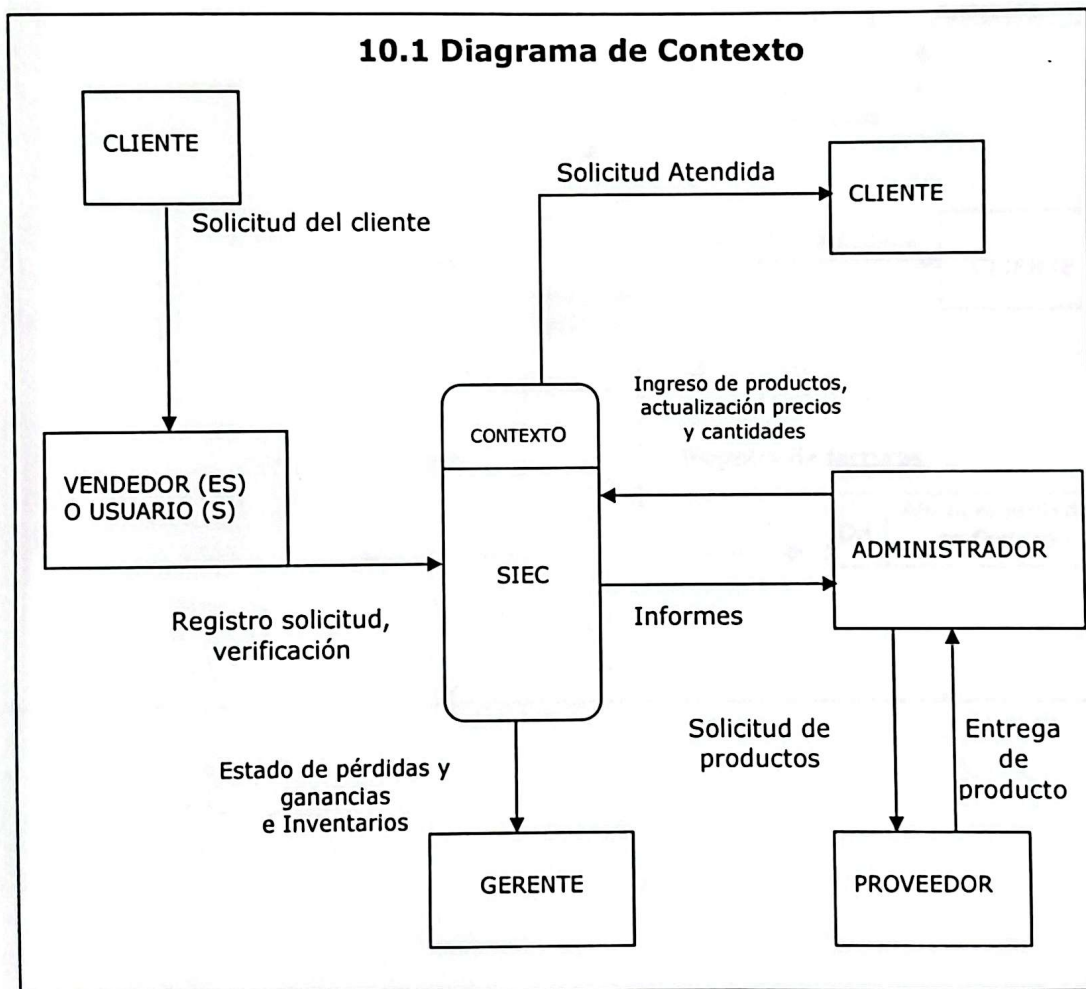 10.1 Diagrama de Contexto
CLIENTE
Solicitud del cliente
Solicitud Atendida
CLIENTE
VENDEDOR (ES)
O USUARIO (S)
Registro solicitud,
verificación
CONTEXTO
SIEC
Ingreso de productos,
actualización precios
y cantidades
ADMINISTRADOR
Informes
Estado de pérdidas y
ganancias
e Inventarios
GERENTE
Solicitud de
productos
Entrega
de
producto
PROVEEDOR